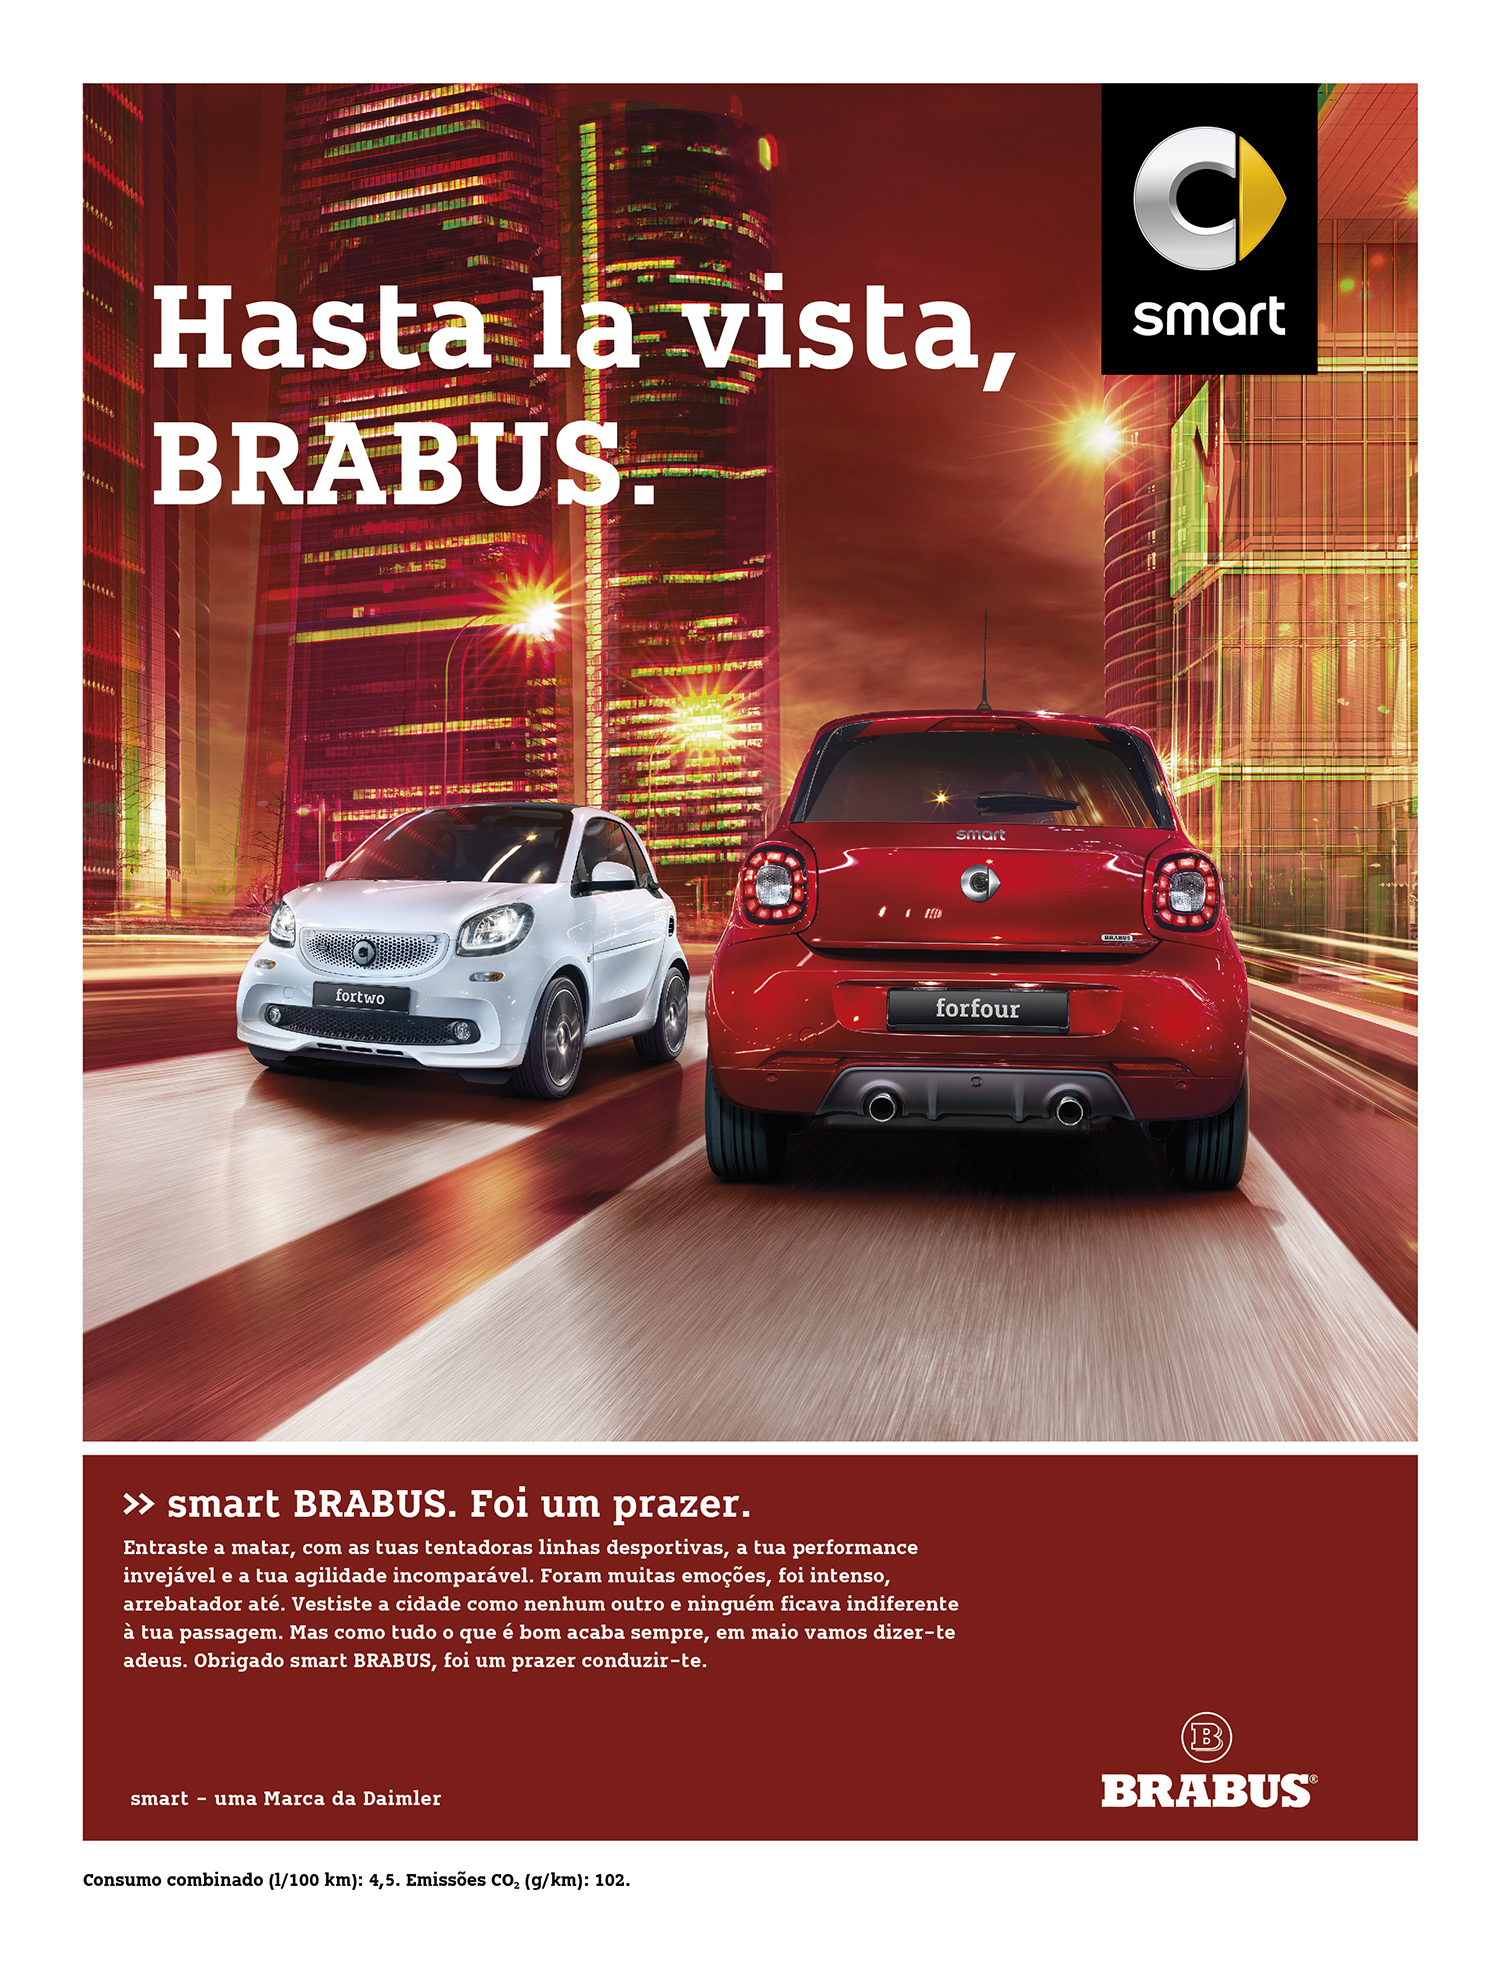 smart
Hasta la vista,
BRABUS.
smart
BRABUS
fortwo
forfour
>> smart BRABUS. Foi um prazer.
Entraste a matar, com as tuas tentadoras linhas desportivas, a tua performance
invejável e a tua agilidade incomparável. Foram muitas emoções, foi intenso,
arrebatador até. Vestiste a cidade como nenhum outro e ninguém ficava indiferente
à tua passagem. Mas como tudo o que é bom acaba sempre, em maio vamos dizer-te
adeus. Obrigado smart BRABUS, foi um prazer conduzir-te.
B
BRABUS®
smart - uma Marca da Daimler
Consumo combinado (l/100 km): 4,5. Emissões CO₂ (g/km): 102.